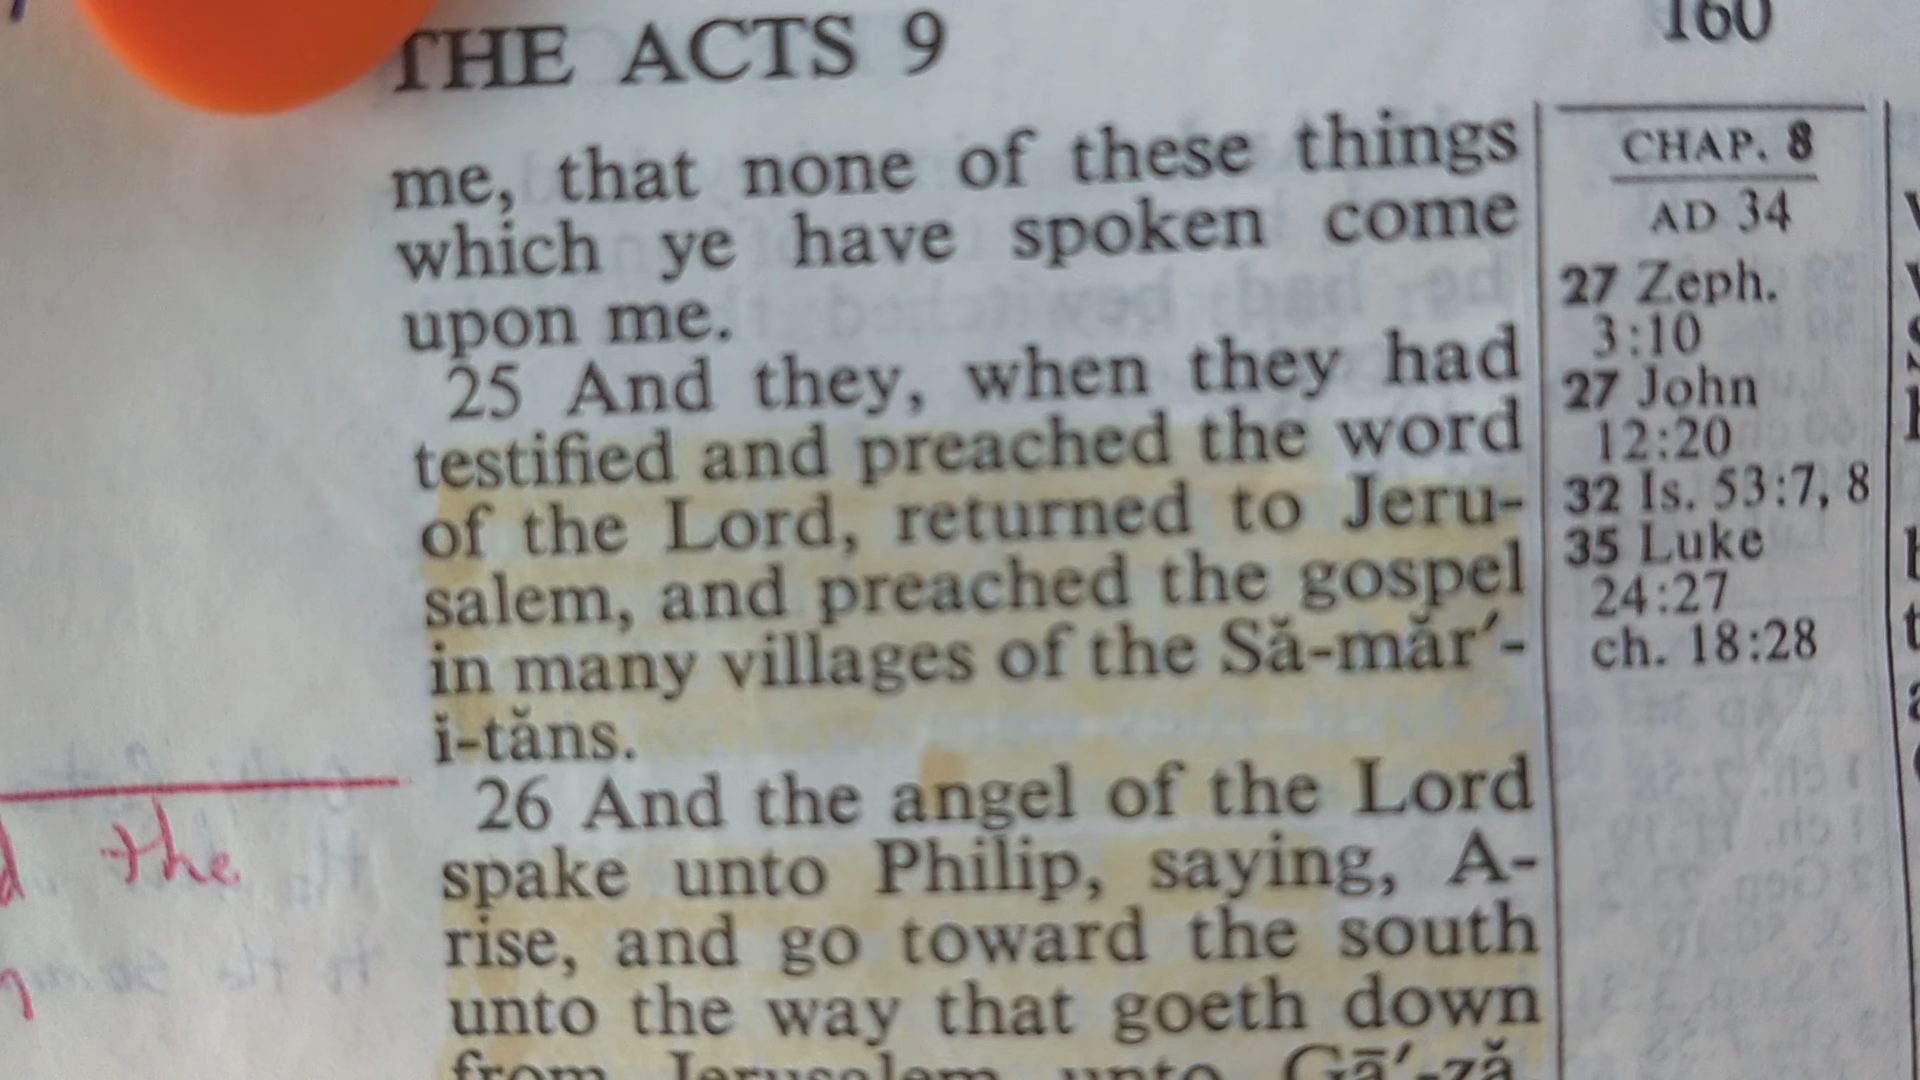 THE ACTS 9
160
me, that none of these things
which ye have spoken come
upon me.
25 And they, when they had
testified and preached the word
of the Lord, returned to Jeru-
salem, and preached the gospel
in many villages of the Să-măr′-
ĭ-tăns.
26 And the angel of the Lord
spake unto Philip, saying, A-
rise, and go toward the south
unto the way that goeth down
from Jerusalem unto Gā′-ză
CHAP. 8
AD 34
27 Zeph.
3:10
27 John
12:20
32 Is. 53:7, 8
35 Luke
24:27
ch. 18:28
the